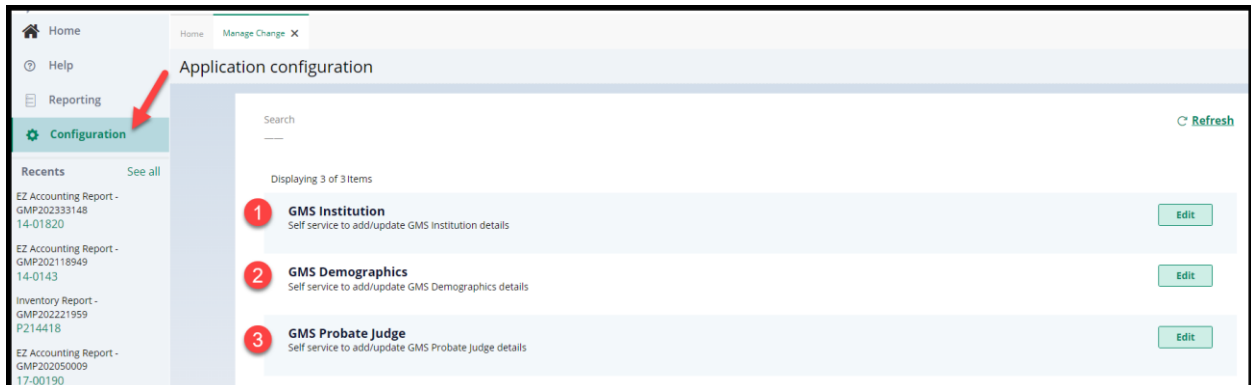 Home
Help
Reporting
Configuration
Recents See all
EZ Accounting Report -
GMP202333148
14-01820
EZ Accounting Report -
GMP202118949
14-0143
Inventory Report -
GMP202221959
P214418
EZ Accounting Report -
GMP202050009
17-00190
Home Manage Change X
Application configuration
Search
Refresh
Displaying 3 of 3 Items
1 GMS Institution
Self service to add/update GMS Institution details
Edit
2 GMS Demographics
Self service to add/update GMS Demographics details
Edit
3 GMS Probate Judge
Self service to add/update GMS Probate Judge details
Edit